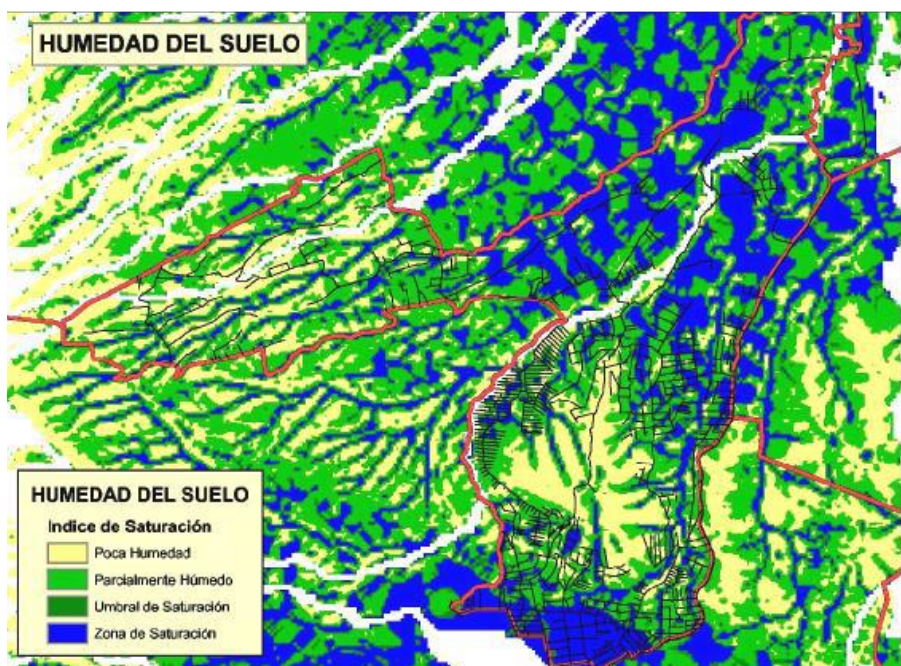 HUMEDAD DEL SUELO
HUMEDAD DEL SUELO
Indice de Saturación
Poca Humedad
Parcialmente Húmedo
Umbral de Saturación
Zona de Saturación